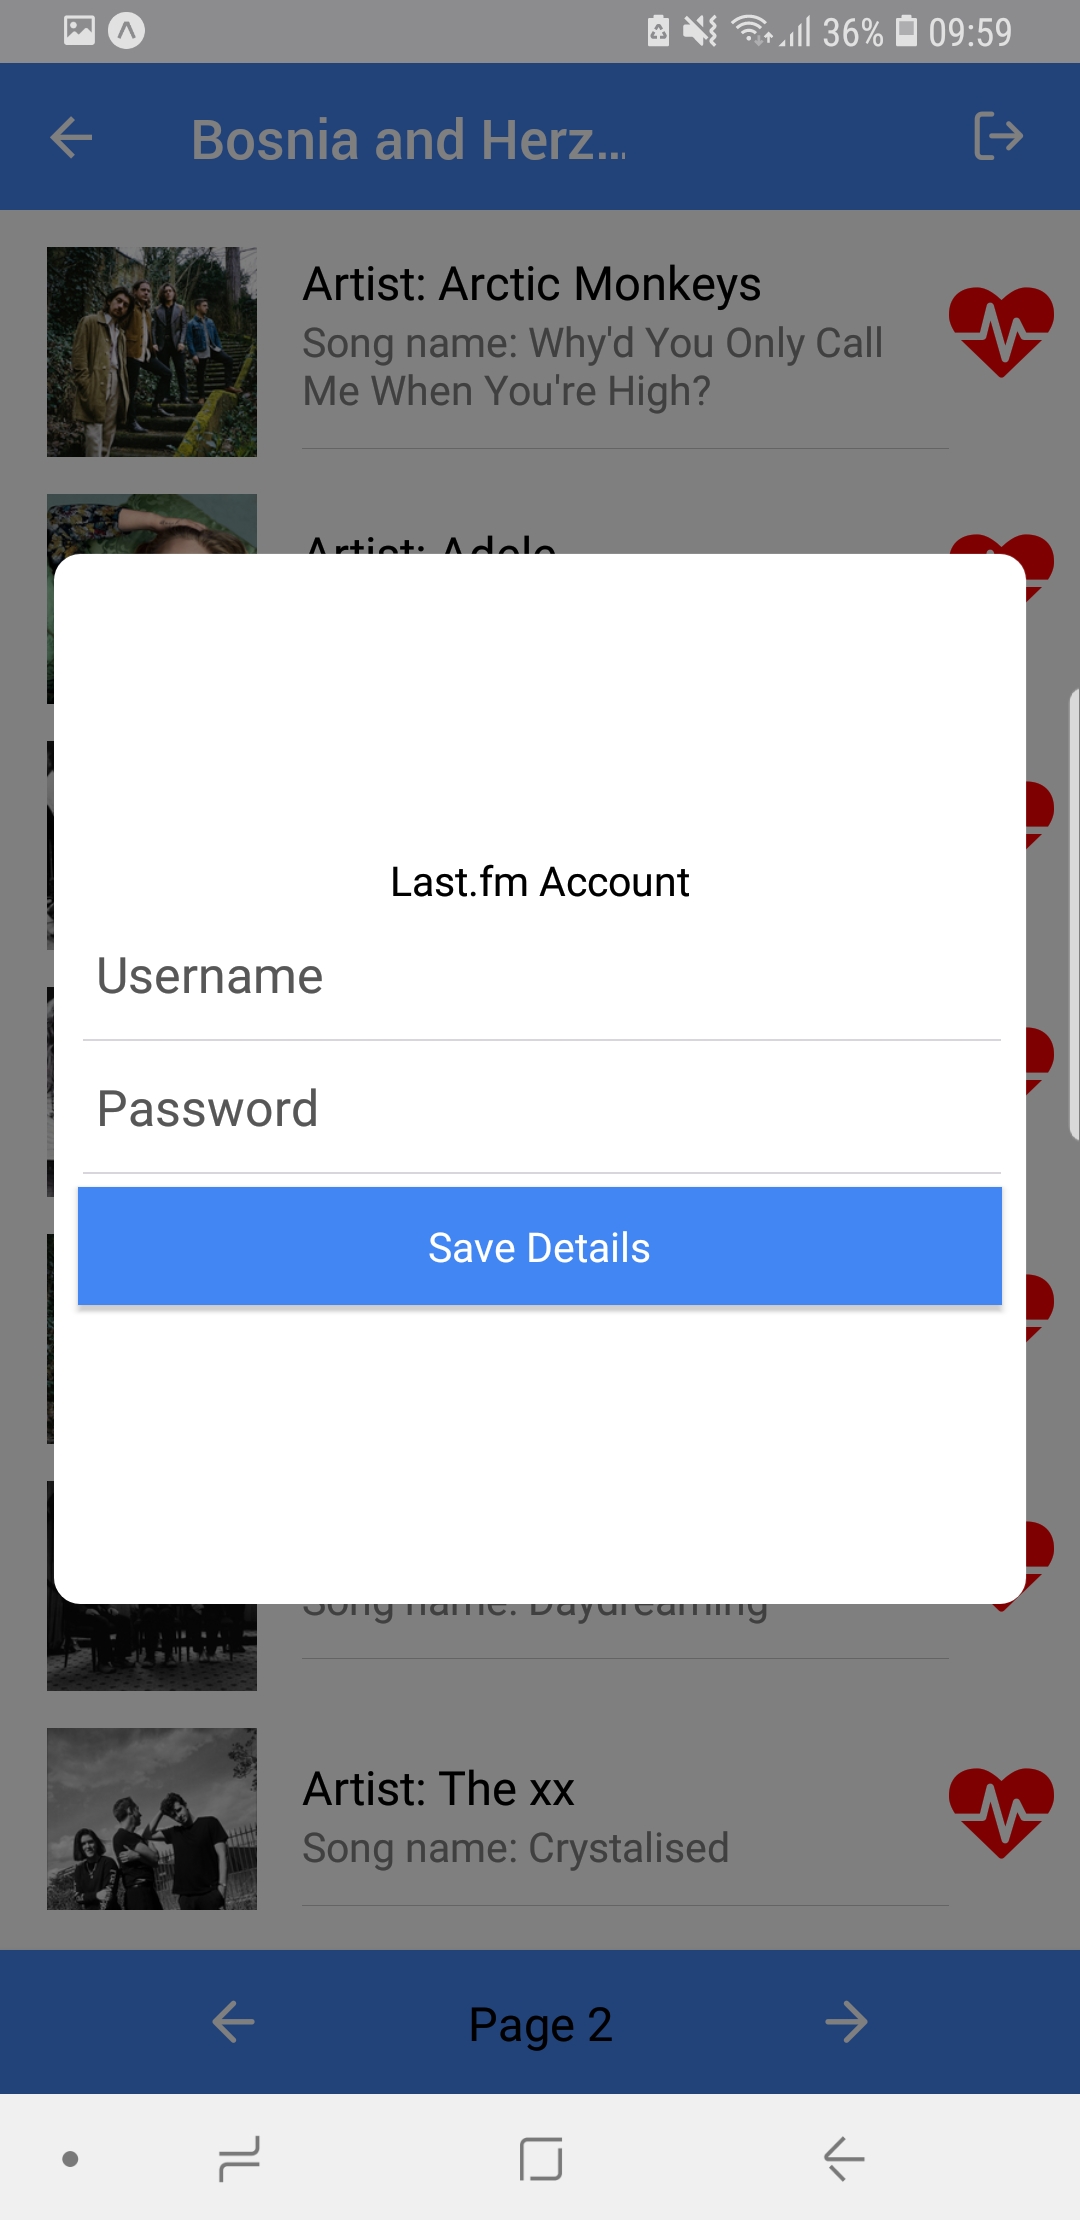 36% 09:59
Bosnia and Herz...
Artist: Arctic Monkeys
Song name: Why'd You Only Call
Me When You're High?
Artist: Adele
Last.fm Account
Username
Password
Save Details
Song name: Daydreaming
Artist: The xx
Song name: Crystalised
Page 2